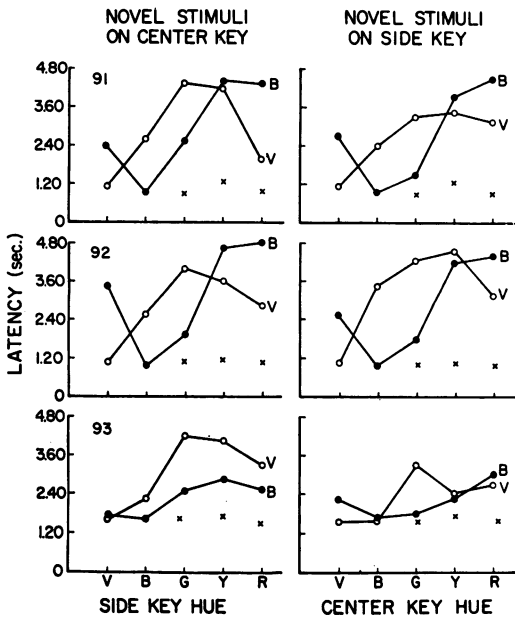 NOVEL STIMULI
ON CENTER KEY
NOVEL STIMULI
ON SIDE KEY
LATENCY (sec.)
91
4.80
3.60
2.40
1.20
0
B
V
B
V
92
4.80
3.60
2.40
1.20
0
B
V
B
V
93
4.80
3.60
2.40
1.20
0
V
B
B
V
V B G Y R
V B G Y R
SIDE KEY HUE
CENTER KEY HUE